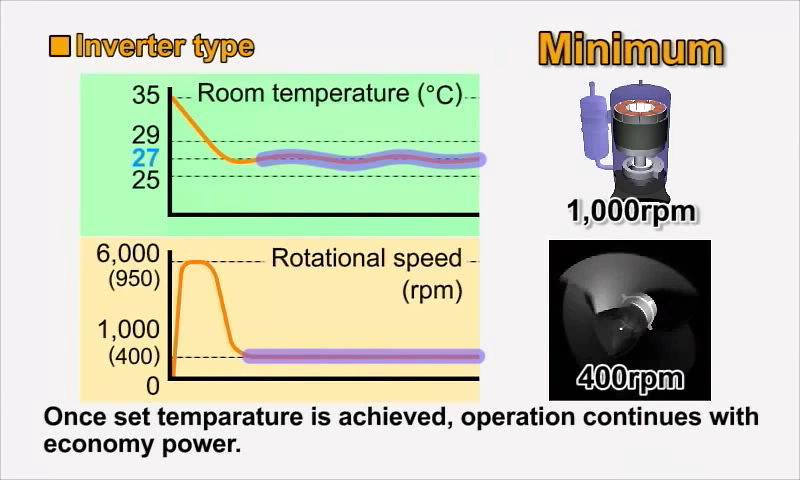 Inverter type
Minimum
Room temperature (°C)
35
29
27
25
1,000rpm
6,000
(950)
Rotational speed
(rpm)
1,000
(400)
0
400rpm
Once set temparature is achieved, operation continues with
economy power.